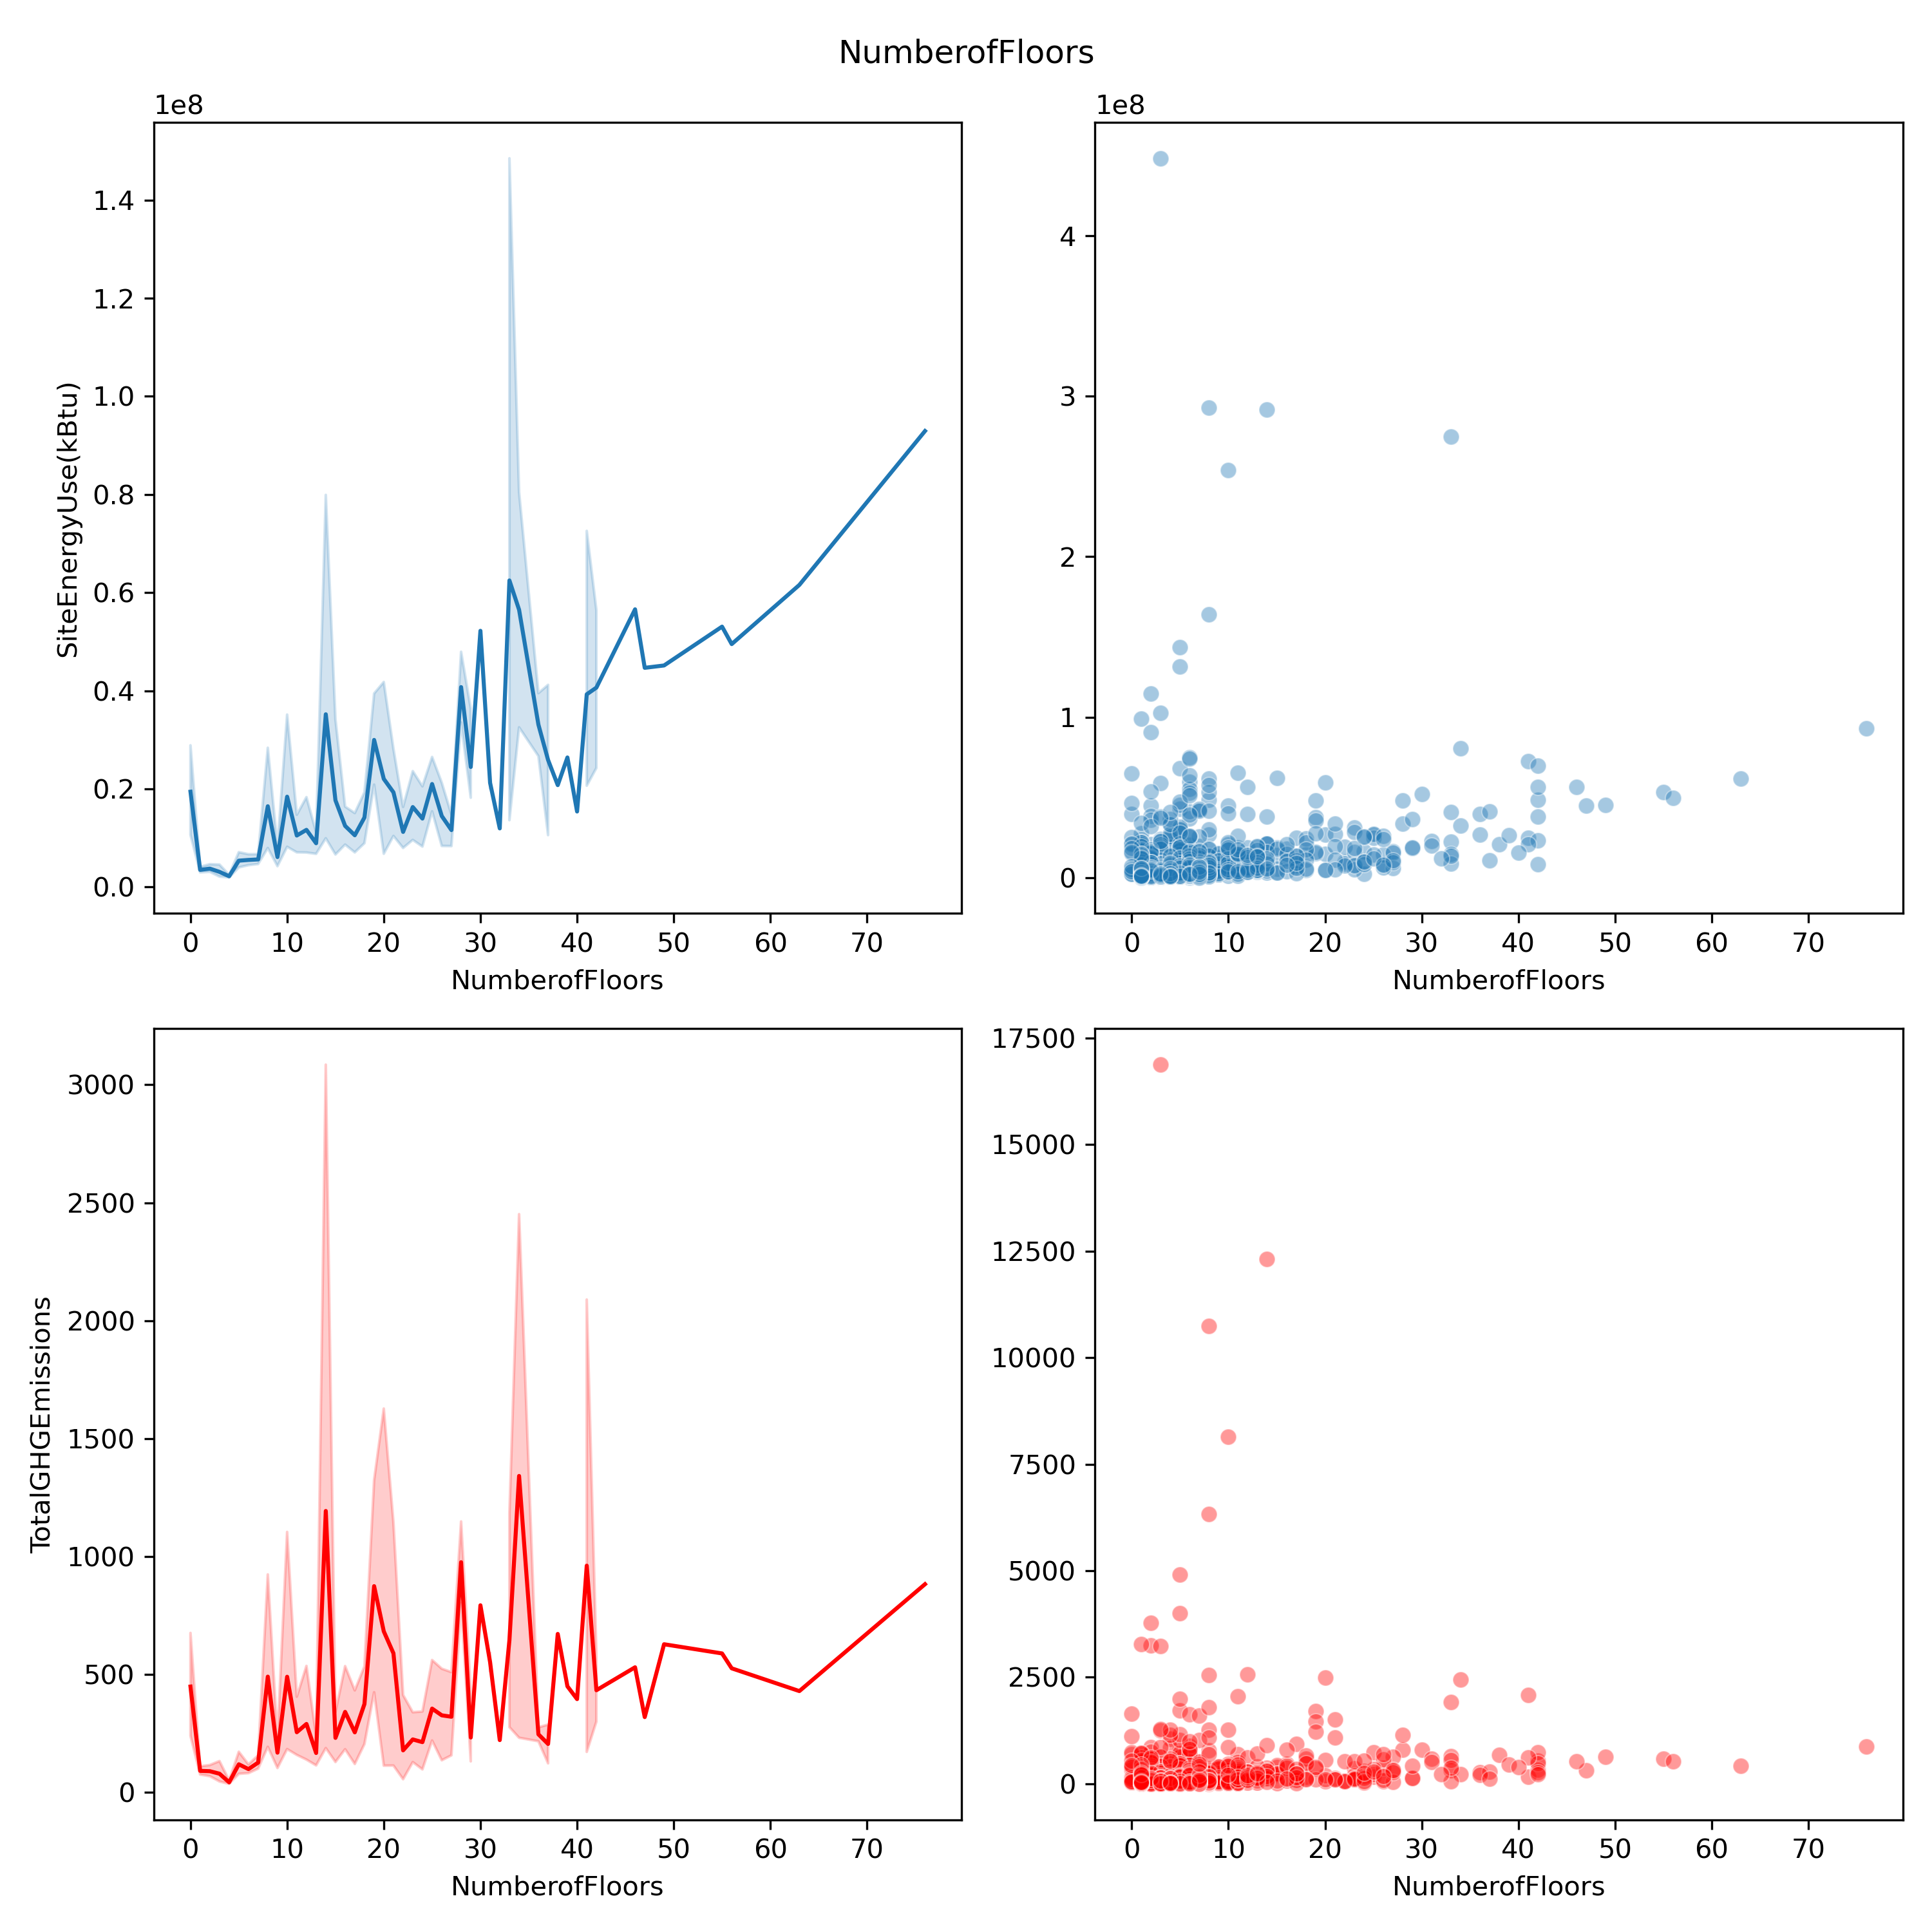 NumberofFloors
1e8
1.4
1.2
1.0
0.8
0.6
0.4
0.2
0.0
SiteEnergyUse(kBtu)
0 10 20 30 40 50 60 70
NumberofFloors
1e8
4
3
2
1
0
0 10 20 30 40 50 60 70
NumberofFloors
3000
2500
2000
1500
1000
500
0
TotalGHGEmissions
0 10 20 30 40 50 60 70
NumberofFloors
17500
15000
12500
10000
7500
5000
2500
0
0 10 20 30 40 50 60 70
NumberofFloors